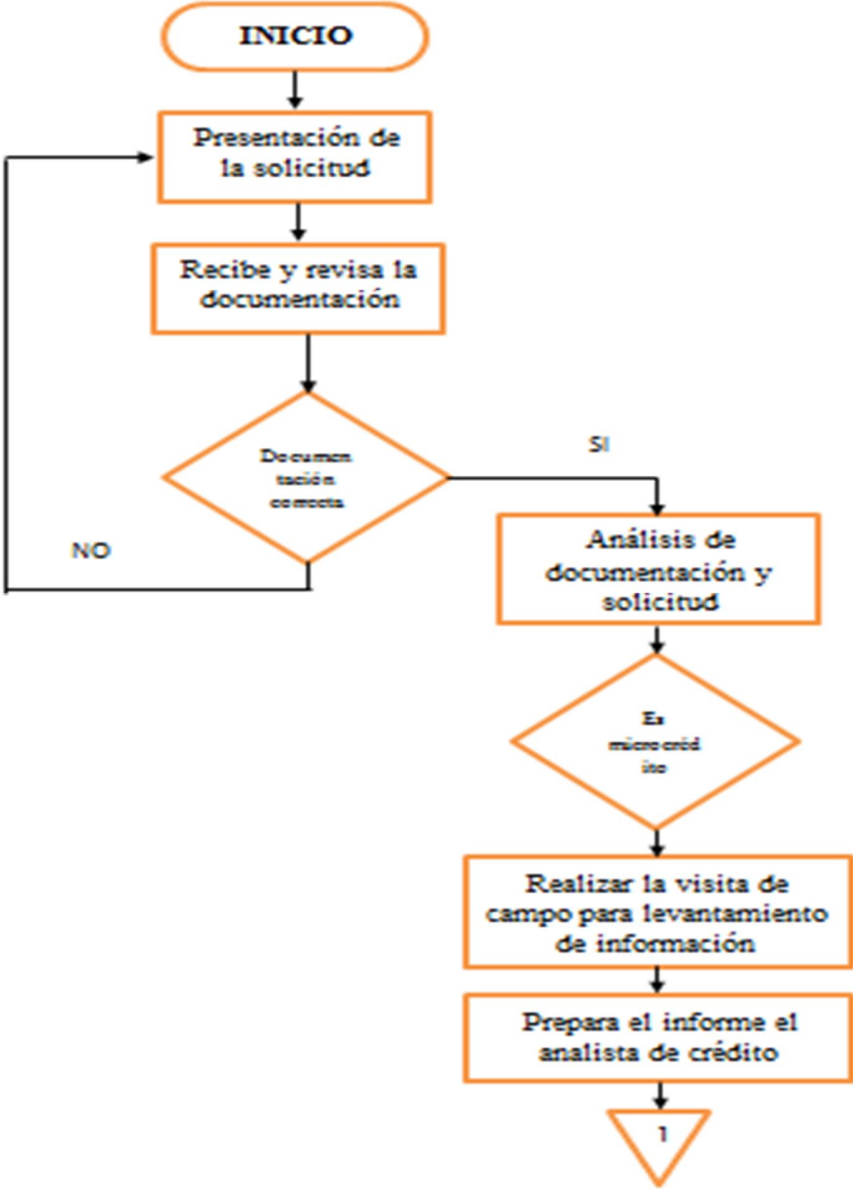 INICIO
Presentación de
la solicitud
Recibe y revisa la
documentación
Documen
tación
correcta
SI
NO
Análisis de
documentación y
solicitud
Es
microcréd
ito
Realizar la visita de
campo para levantamiento
de información
Prepara el informe el
analista de crédito
1